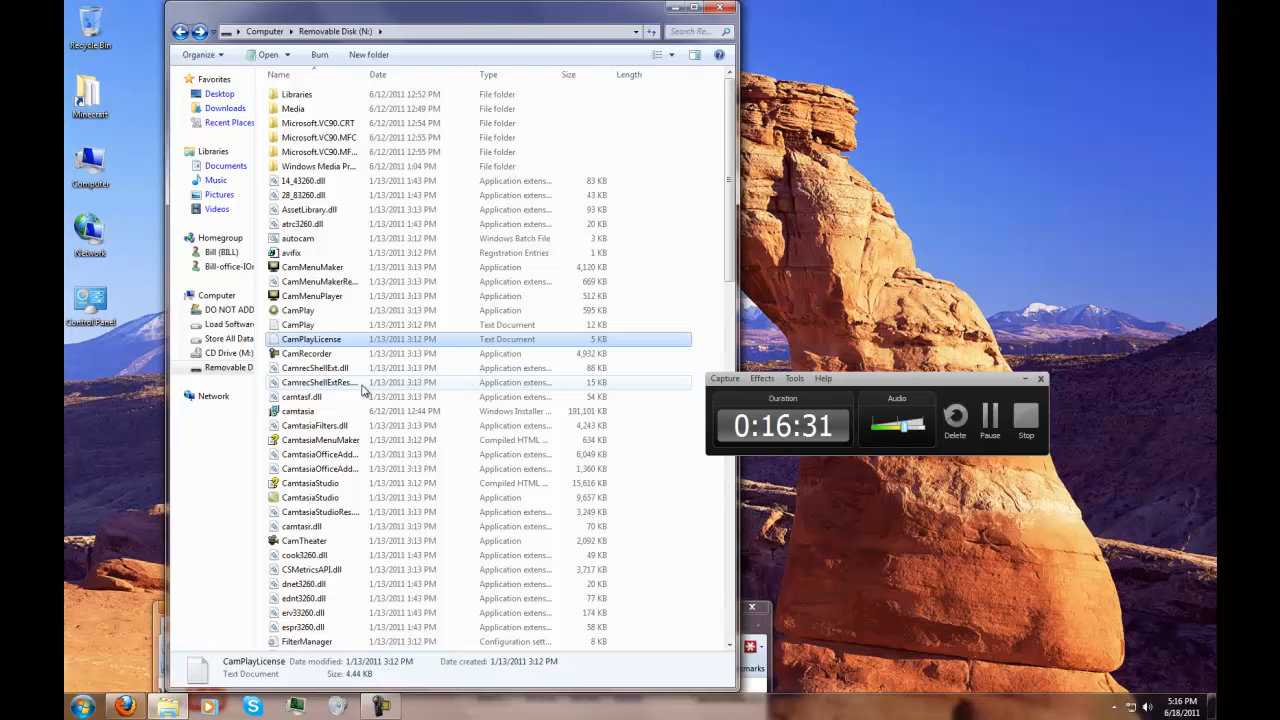 Recycle Bin
Minecraft
Computer
Network
Control Panel
Computer
Removable Disk (N:)
Search Re...
Organize
Open
Burn
New folder
Name
Date
Type
Size
Length
Favorites
Desktop
Downloads
Recent Places
Libraries
Documents
Music
Pictures
Videos
Homegroup
Bill (BILL)
Bill-office-IO
Computer
DO NOT ADD
Load Software
Store All Data
CD Drive (M:)
Removable D
Network
Libraries 6/12/2011 12:52 PM File folder
Media 6/12/2011 12:49 PM File folder
Microsoft.VC90.CRT 6/12/2011 12:54 PM File folder
Microsoft.VC90.MFC 6/12/2011 12:55 PM File folder
Microsoft.VC90.MF... 6/12/2011 12:55 PM File folder
Windows Media Pr... 6/12/2011 1:04 PM File folder
14_43260.dll 1/13/2011 1:43 PM Application extens... 83 KB
28_83260.dll 1/13/2011 1:43 PM Application extens... 43 KB
AssetLibrary.dll 1/13/2011 3:13 PM Application extens... 93 KB
atrc3260.dll 1/13/2011 1:43 PM Application extens... 20 KB
autocam 1/13/2011 3:12 PM Windows Batch File 3 KB
avifix 1/13/2011 3:12 PM Registration Entries 1 KB
CamMenuMaker 1/13/2011 3:13 PM Application 4,120 KB
CamMenuMakerRe... 1/13/2011 3:13 PM Application extens... 669 KB
CamMenuPlayer 1/13/2011 3:13 PM Application 512 KB
CamPlay 1/13/2011 3:13 PM Application 595 KB
CamPlay 1/13/2011 3:12 PM Text Document 12 KB
CamPlayLicense 1/13/2011 3:12 PM Text Document 5 KB
CamRecorder 1/13/2011 3:13 PM Application 4,932 KB
CamrecShellExt.dll 1/13/2011 3:13 PM Application extens... 88 KB
CamrecShellExtRes.... 1/13/2011 3:13 PM Application extens... 15 KB
camtasf.dll 1/13/2011 3:13 PM Application extens... 54 KB
camtasia 6/12/2011 12:44 PM Windows Installer ... 191,101 KB
CamtasiaFilters.dll 1/13/2011 3:13 PM Application extens... 4,243 KB
CamtasiaMenuMaker 1/13/2011 3:12 PM Compiled HTML ... 634 KB
CamtasiaOfficeAdd... 1/13/2011 3:13 PM Application extens... 6,049 KB
CamtasiaOfficeAdd... 1/13/2011 3:13 PM Application extens... 1,360 KB
CamtasiaStudio 1/13/2011 3:12 PM Compiled HTML ... 15,616 KB
CamtasiaStudio 1/13/2011 3:13 PM Application 9,657 KB
CamtasiaStudioRes.... 1/13/2011 3:13 PM Application extens... 3,249 KB
camtasr.dll 1/13/2011 3:13 PM Application extens... 70 KB
CamTheater 1/13/2011 3:13 PM Application 2,092 KB
cook3260.dll 1/13/2011 1:43 PM Application extens... 49 KB
CSMetricsAPI.dll 1/13/2011 3:13 PM Application extens... 3,717 KB
dnet3260.dll 1/13/2011 1:43 PM Application extens... 20 KB
ednt3260.dll 1/13/2011 1:43 PM Application extens... 77 KB
erv33260.dll 1/13/2011 1:43 PM Application extens... 174 KB
espr3260.dll 1/13/2011 1:43 PM Application extens... 58 KB
FilterManager 1/13/2011 3:12 PM Configuration sett... 8 KB
CamPlayLicense Date modified: 1/13/2011 3:12 PM Date created: 1/13/2011 3:12 PM
Text Document Size: 4.44 KB
Capture Effects Tools Help
Duration
Audio
0:16:31
Delete
Pause
Stop
kmarks
5:16 PM
6/18/2011